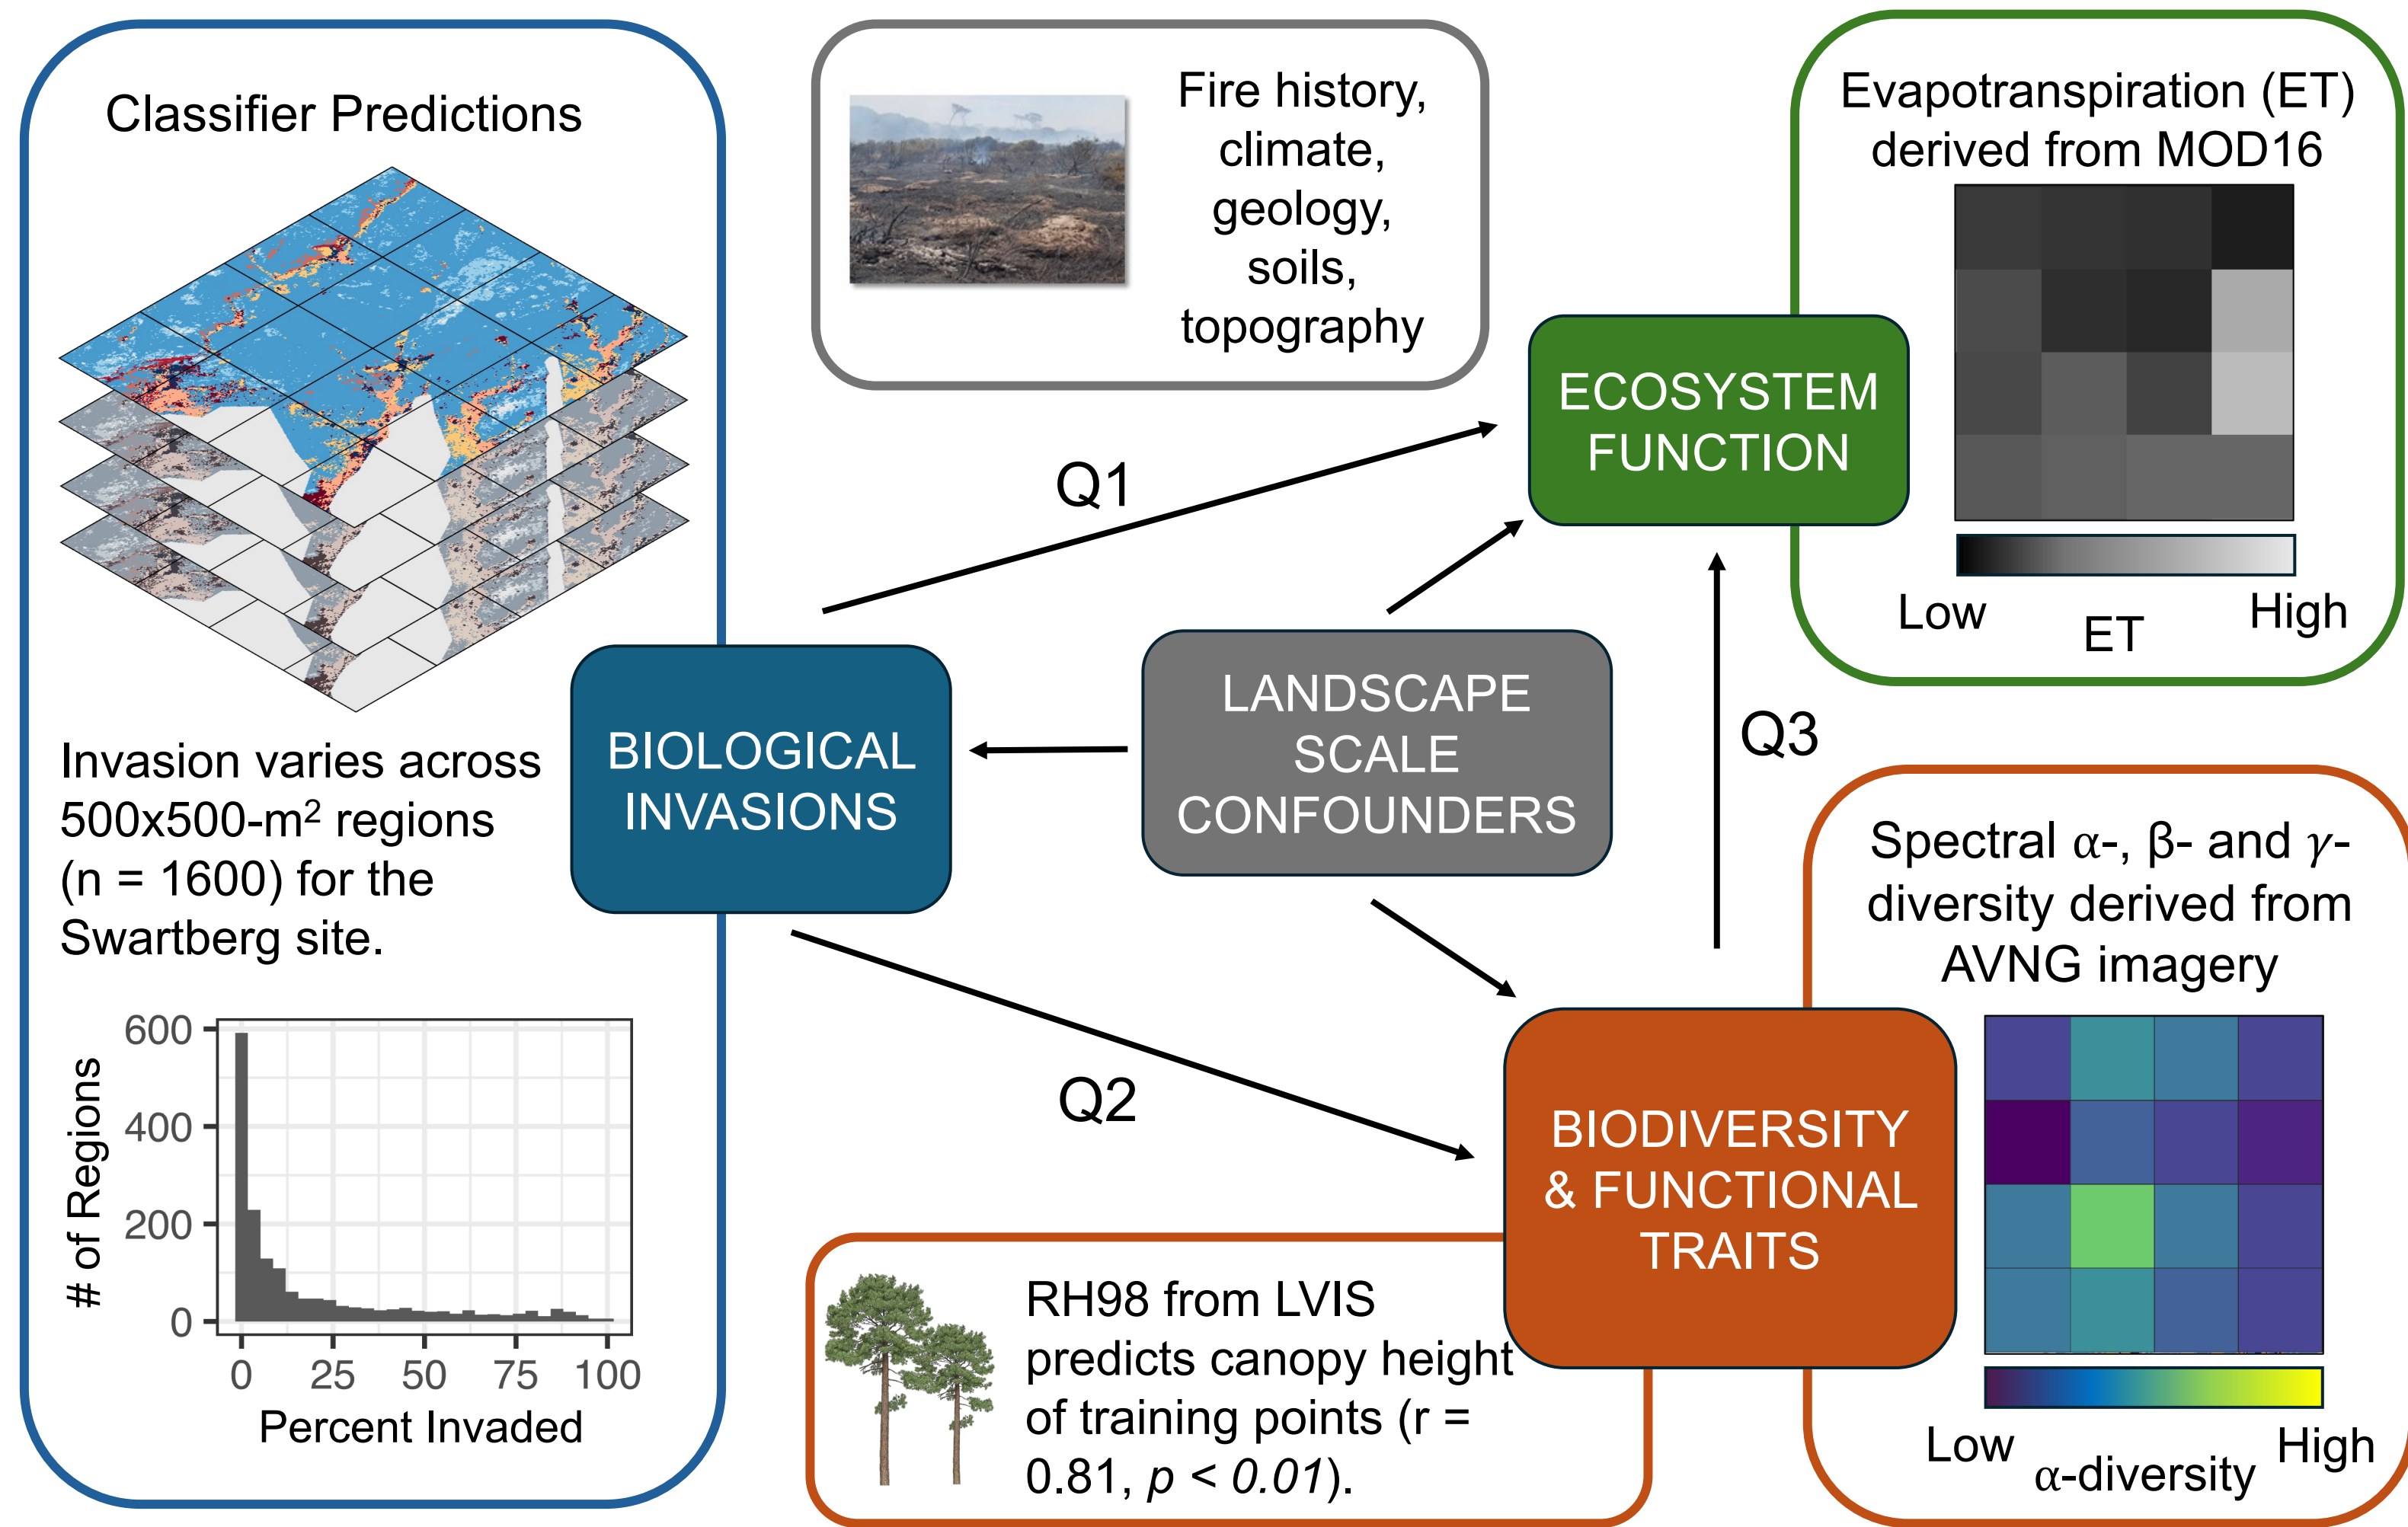 Classifier Predictions
Invasion varies across
500x500-m² regions
(n = 1600) for the
Swartberg site.
600
400
200
0
# of Regions
0 25 50 75 100
Percent Invaded
Fire history,
climate,
geology,
soils,
topography
Evapotranspiration (ET)
derived from MOD16
Low ET High
ECOSYSTEM
FUNCTION
Q1
BIOLOGICAL
INVASIONS
LANDSCAPE
SCALE
CONFOUNDERS
Q3
Q2
BIODIVERSITY
& FUNCTIONAL
TRAITS
Spectral α-, β- and γ-
diversity derived from
AVNG imagery
Low α-diversity High
RH98 from LVIS
predicts canopy height
of training points (r =
0.81, p < 0.01).